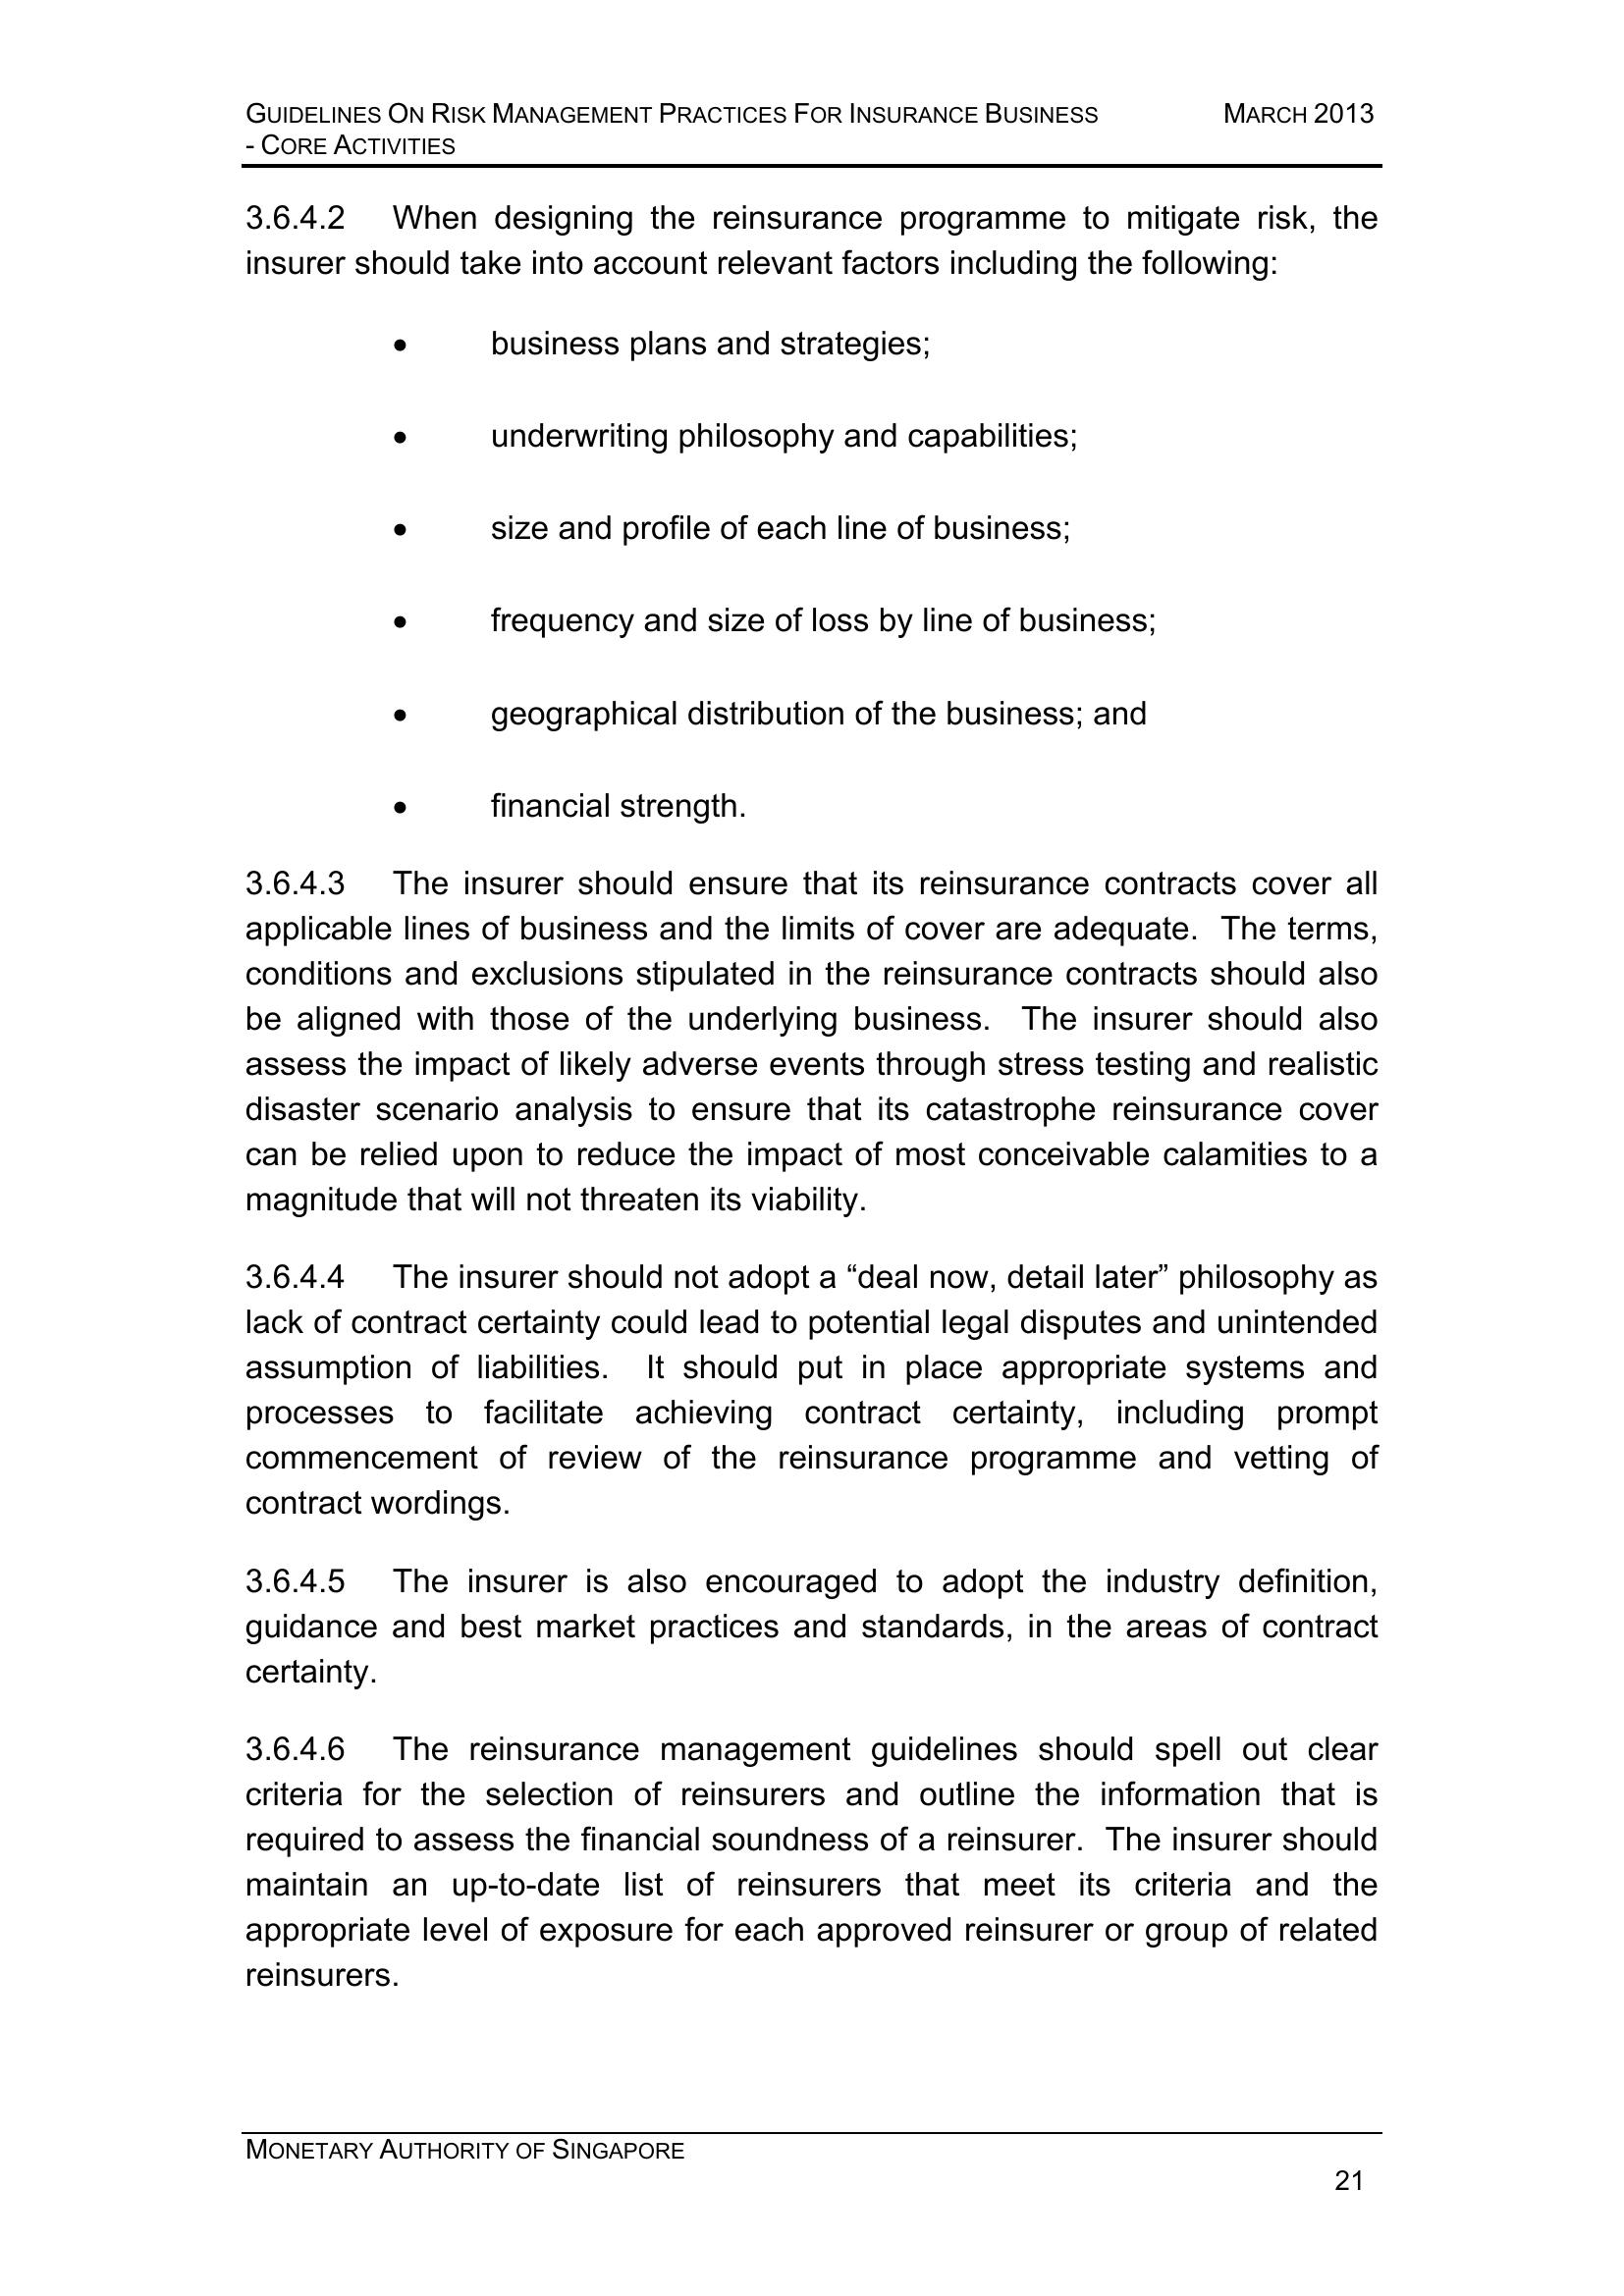 GUIDELINES ON RISK MANAGEMENT PRACTICES FOR INSURANCE BUSINESS MARCH 2013
- CORE ACTIVITIES
3.6.4.2 When designing the reinsurance programme to mitigate risk, the
insurer should take into account relevant factors including the following:
• business plans and strategies;
• underwriting philosophy and capabilities;
• size and profile of each line of business;
• frequency and size of loss by line of business;
• geographical distribution of the business; and
• financial strength.
3.6.4.3 The insurer should ensure that its reinsurance contracts cover all
applicable lines of business and the limits of cover are adequate. The terms,
conditions and exclusions stipulated in the reinsurance contracts should also
be aligned with those of the underlying business. The insurer should also
assess the impact of likely adverse events through stress testing and realistic
disaster scenario analysis to ensure that its catastrophe reinsurance cover
can be relied upon to reduce the impact of most conceivable calamities to a
magnitude that will not threaten its viability.
3.6.4.4 The insurer should not adopt a “deal now, detail later” philosophy as
lack of contract certainty could lead to potential legal disputes and unintended
assumption of liabilities. It should put in place appropriate systems and
processes to facilitate achieving contract certainty, including prompt
commencement of review of the reinsurance programme and vetting of
contract wordings.
3.6.4.5 The insurer is also encouraged to adopt the industry definition,
guidance and best market practices and standards, in the areas of contract
certainty.
3.6.4.6 The reinsurance management guidelines should spell out clear
criteria for the selection of reinsurers and outline the information that is
required to assess the financial soundness of a reinsurer. The insurer should
maintain an up-to-date list of reinsurers that meet its criteria and the
appropriate level of exposure for each approved reinsurer or group of related
reinsurers.
MONETARY AUTHORITY OF SINGAPORE
21